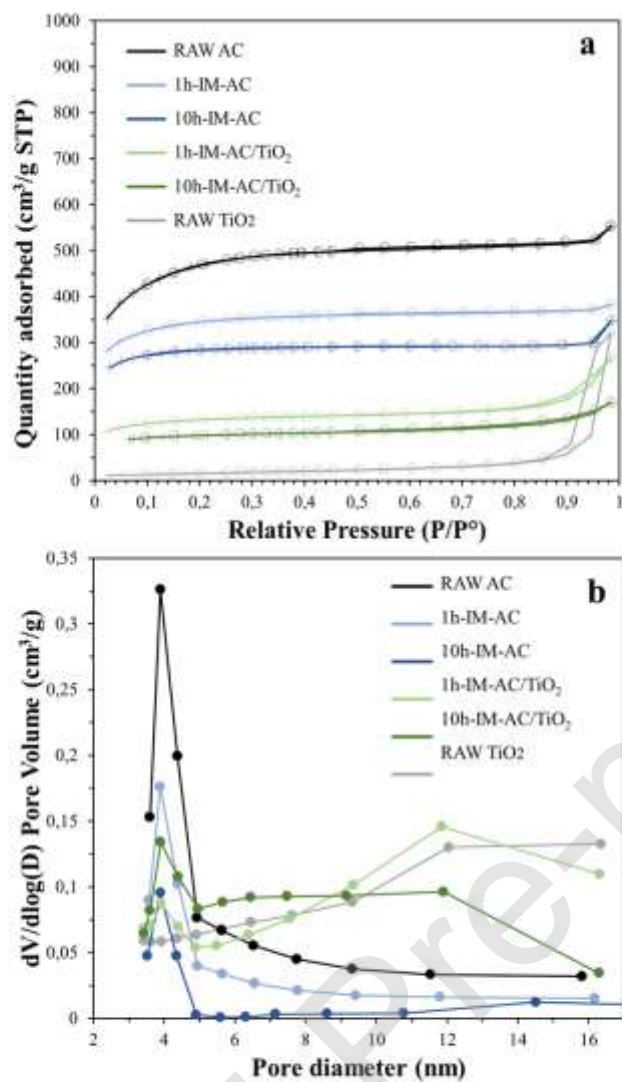 a
1000
900
800
700
600
500
400
300
200
100
0
Quantity adsorbed (cm³/g STP)
RAW AC
1h-IM-AC
10h-IM-AC
1h-IM-AC/TiO₂
10h-IM-AC/TiO₂
RAW TiO2
0 0,1 0,2 0,3 0,4 0,5 0,6 0,7 0,8 0,9 1
Relative Pressure (P/P°)
b
0,35
0,3
0,25
0,2
0,15
0,1
0,05
0
dV/dlog(D) Pore Volume (cm³/g)
RAW AC
1h-IM-AC
10h-IM-AC
1h-IM-AC/TiO₂
10h-IM-AC/TiO₂
RAW TiO2
2 4 6 8 10 12 14 16
Pore diameter (nm)
Pre-